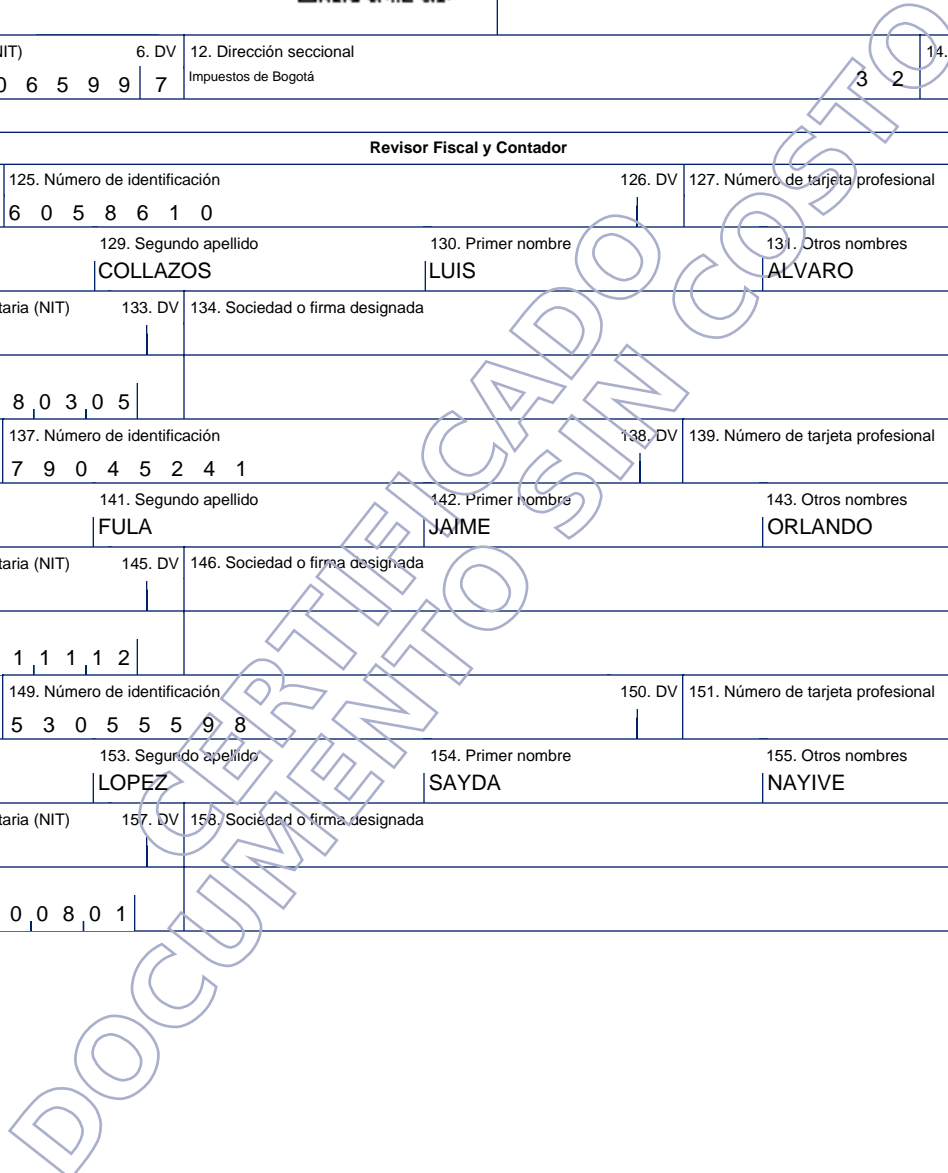 NIT) 6. DV 12. Dirección seccional 14.
0 6 5 9 9 7 Impuestos de Bogotá 3 2
Revisor Fiscal y Contador
125. Número de identificación 126. DV 127. Número de tarjeta profesional
6 0 5 8 6 1 0
129. Segundo apellido 130. Primer nombre 131. Otros nombres
COLLAZOS LUIS ALVARO
taria (NIT) 133. DV 134. Sociedad o firma designada
8 0 3 0 5
137. Número de identificación 138. DV 139. Número de tarjeta profesional
7 9 0 4 5 2 4 1
141. Segundo apellido 142. Primer nombre 143. Otros nombres
FULA JAIME ORLANDO
taria (NIT) 145. DV 146. Sociedad o firma designada
1 1 1 1 2
149. Número de identificación 150. DV 151. Número de tarjeta profesional
5 3 0 5 5 5 9 8
153. Segundo apellido 154. Primer nombre 155. Otros nombres
LOPEZ SAYDA NAYIVE
taria (NIT) 157. DV 158. Sociedad o firma designada
0 0 8 0 1
CERTIFICADO
DOCUMENTO SIN COSTO